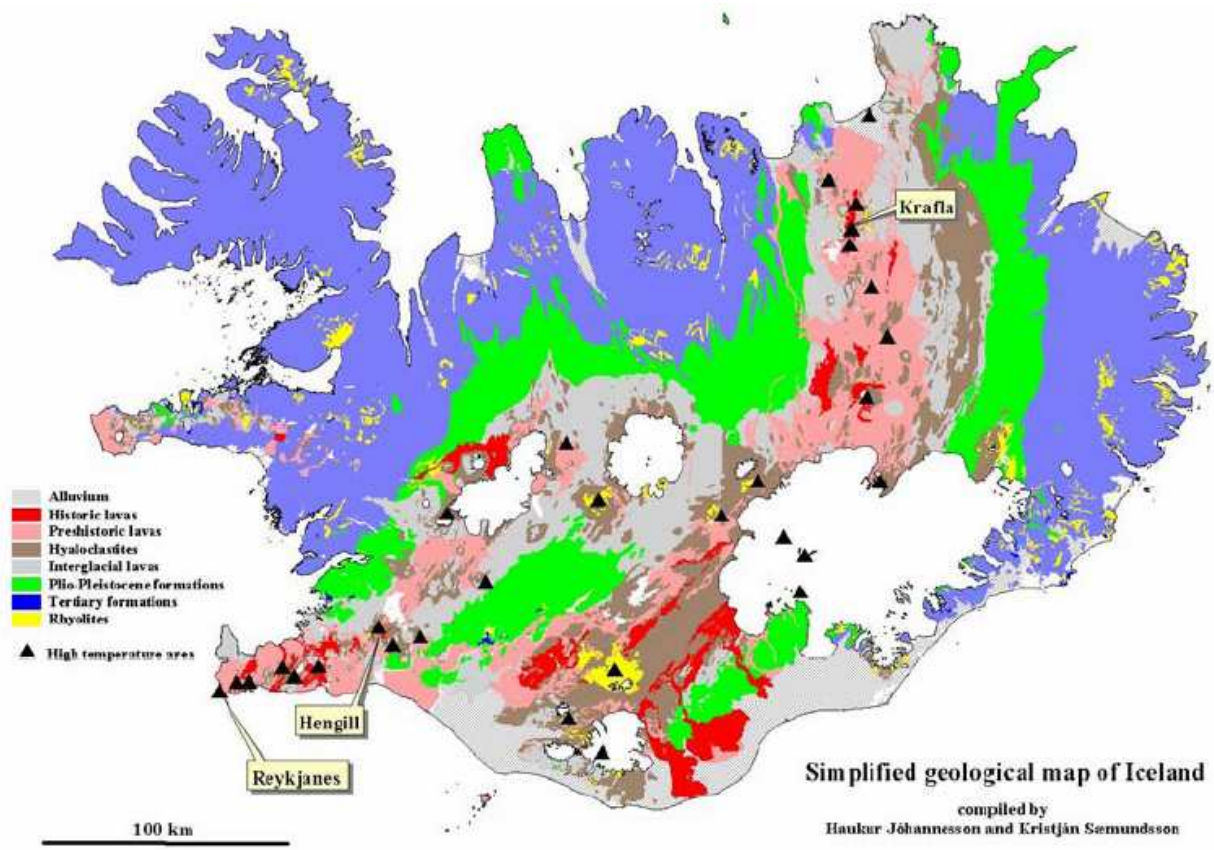 Krafla
Alluvium
Historic lavas
Preshistoric lavas
Hyaloclastites
Interglacial lavas
Plio-Pleistocene formations
Tertiary formations
Rhyolites
High temperature area
Hengill
Reykjanes
Simplified geological map of Iceland
compiled by
Haukur Jóhannesson and Kristján Sæmundsson
100 km